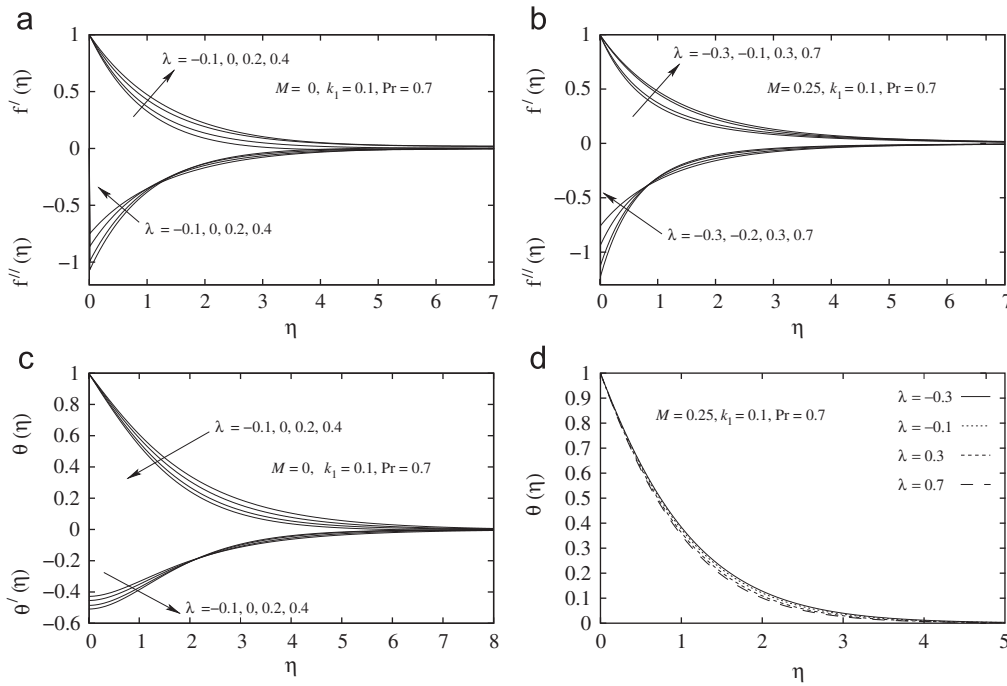 a
1
0.5
0
−0.5
−1
f′ (η)
f″ (η)
λ = −0.1, 0, 0.2, 0.4
M = 0, k₁ = 0.1, Pr = 0.7
λ = −0.1, 0, 0.2, 0.4
0 1 2 3 4 5 6 7
η
b
1
0.5
0
−0.5
−1
f′ (η)
f″ (η)
λ = −0.3, −0.1, 0.3, 0.7
M = 0.25, k₁ = 0.1, Pr = 0.7
λ = −0.3, −0.2, 0.3, 0.7
0 1 2 3 4 5 6 7
η
c
1
0.8
0.6
0.4
0.2
0
−0.2
−0.4
−0.6
θ (η)
θ′ (η)
λ = −0.1, 0, 0.2, 0.4
M = 0, k₁ = 0.1, Pr = 0.7
λ =−0.1, 0, 0.2, 0.4
0 1 2 3 4 5 6 7 8
η
d
1
0.9
0.8
0.7
0.6
0.5
0.4
0.3
0.2
0.1
0
θ (η)
M = 0.25, k₁ = 0.1, Pr = 0.7
λ = −0.3
λ = −0.1
λ = 0.3
λ = 0.7
0 1 2 3 4 5
η